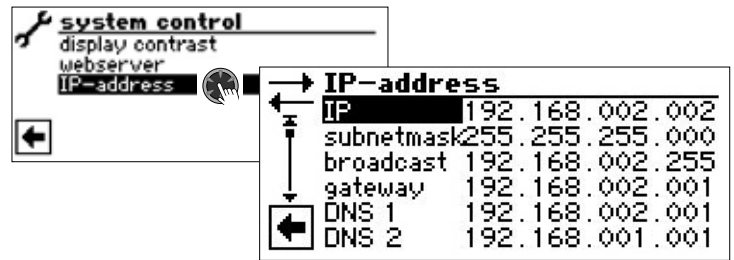 system control
display contrast
webserver
IP-address
IP-address
IP 192.168.002.002
subnetmask255.255.255.000
broadcast 192.168.002.255
gateway 192.168.002.001
DNS 1 192.168.002.001
DNS 2 192.168.001.001